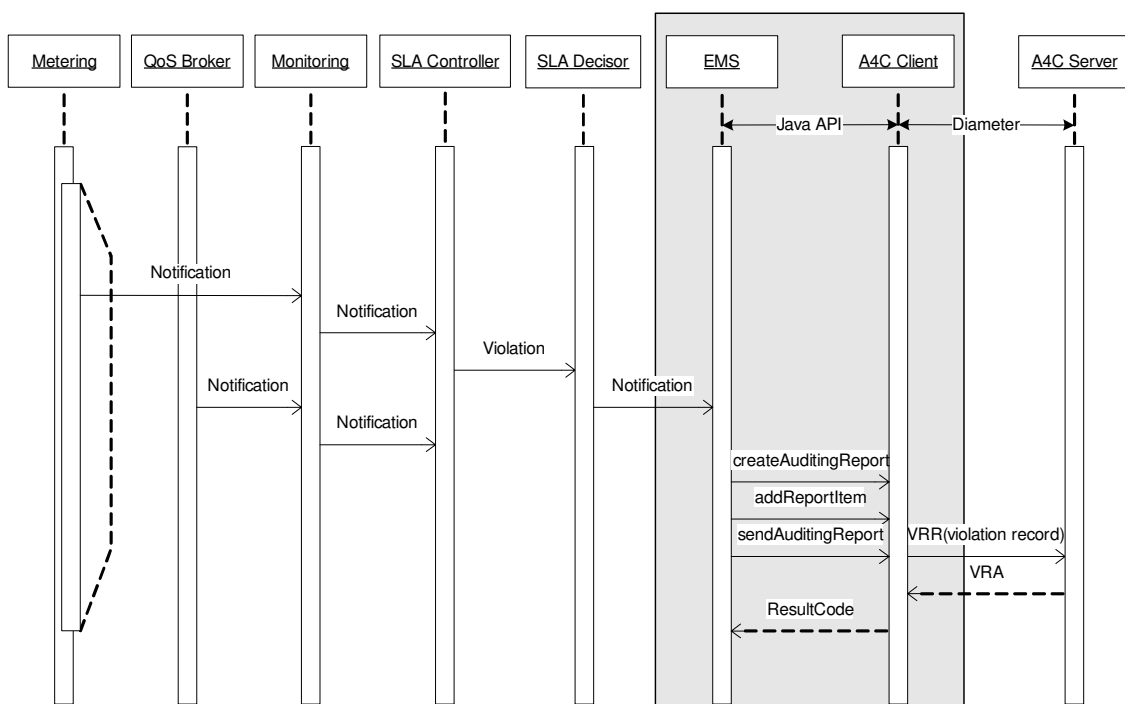 Metering
QoS Broker
Monitoring
SLA Controller
SLA Decisor
EMS
A4C Client
A4C Server
Java API
Diameter
Notification
Notification
Violation
Notification
Notification
Notification
createAuditingReport
addReportItem
sendAuditingReport
VRR(violation record)
VRA
ResultCode